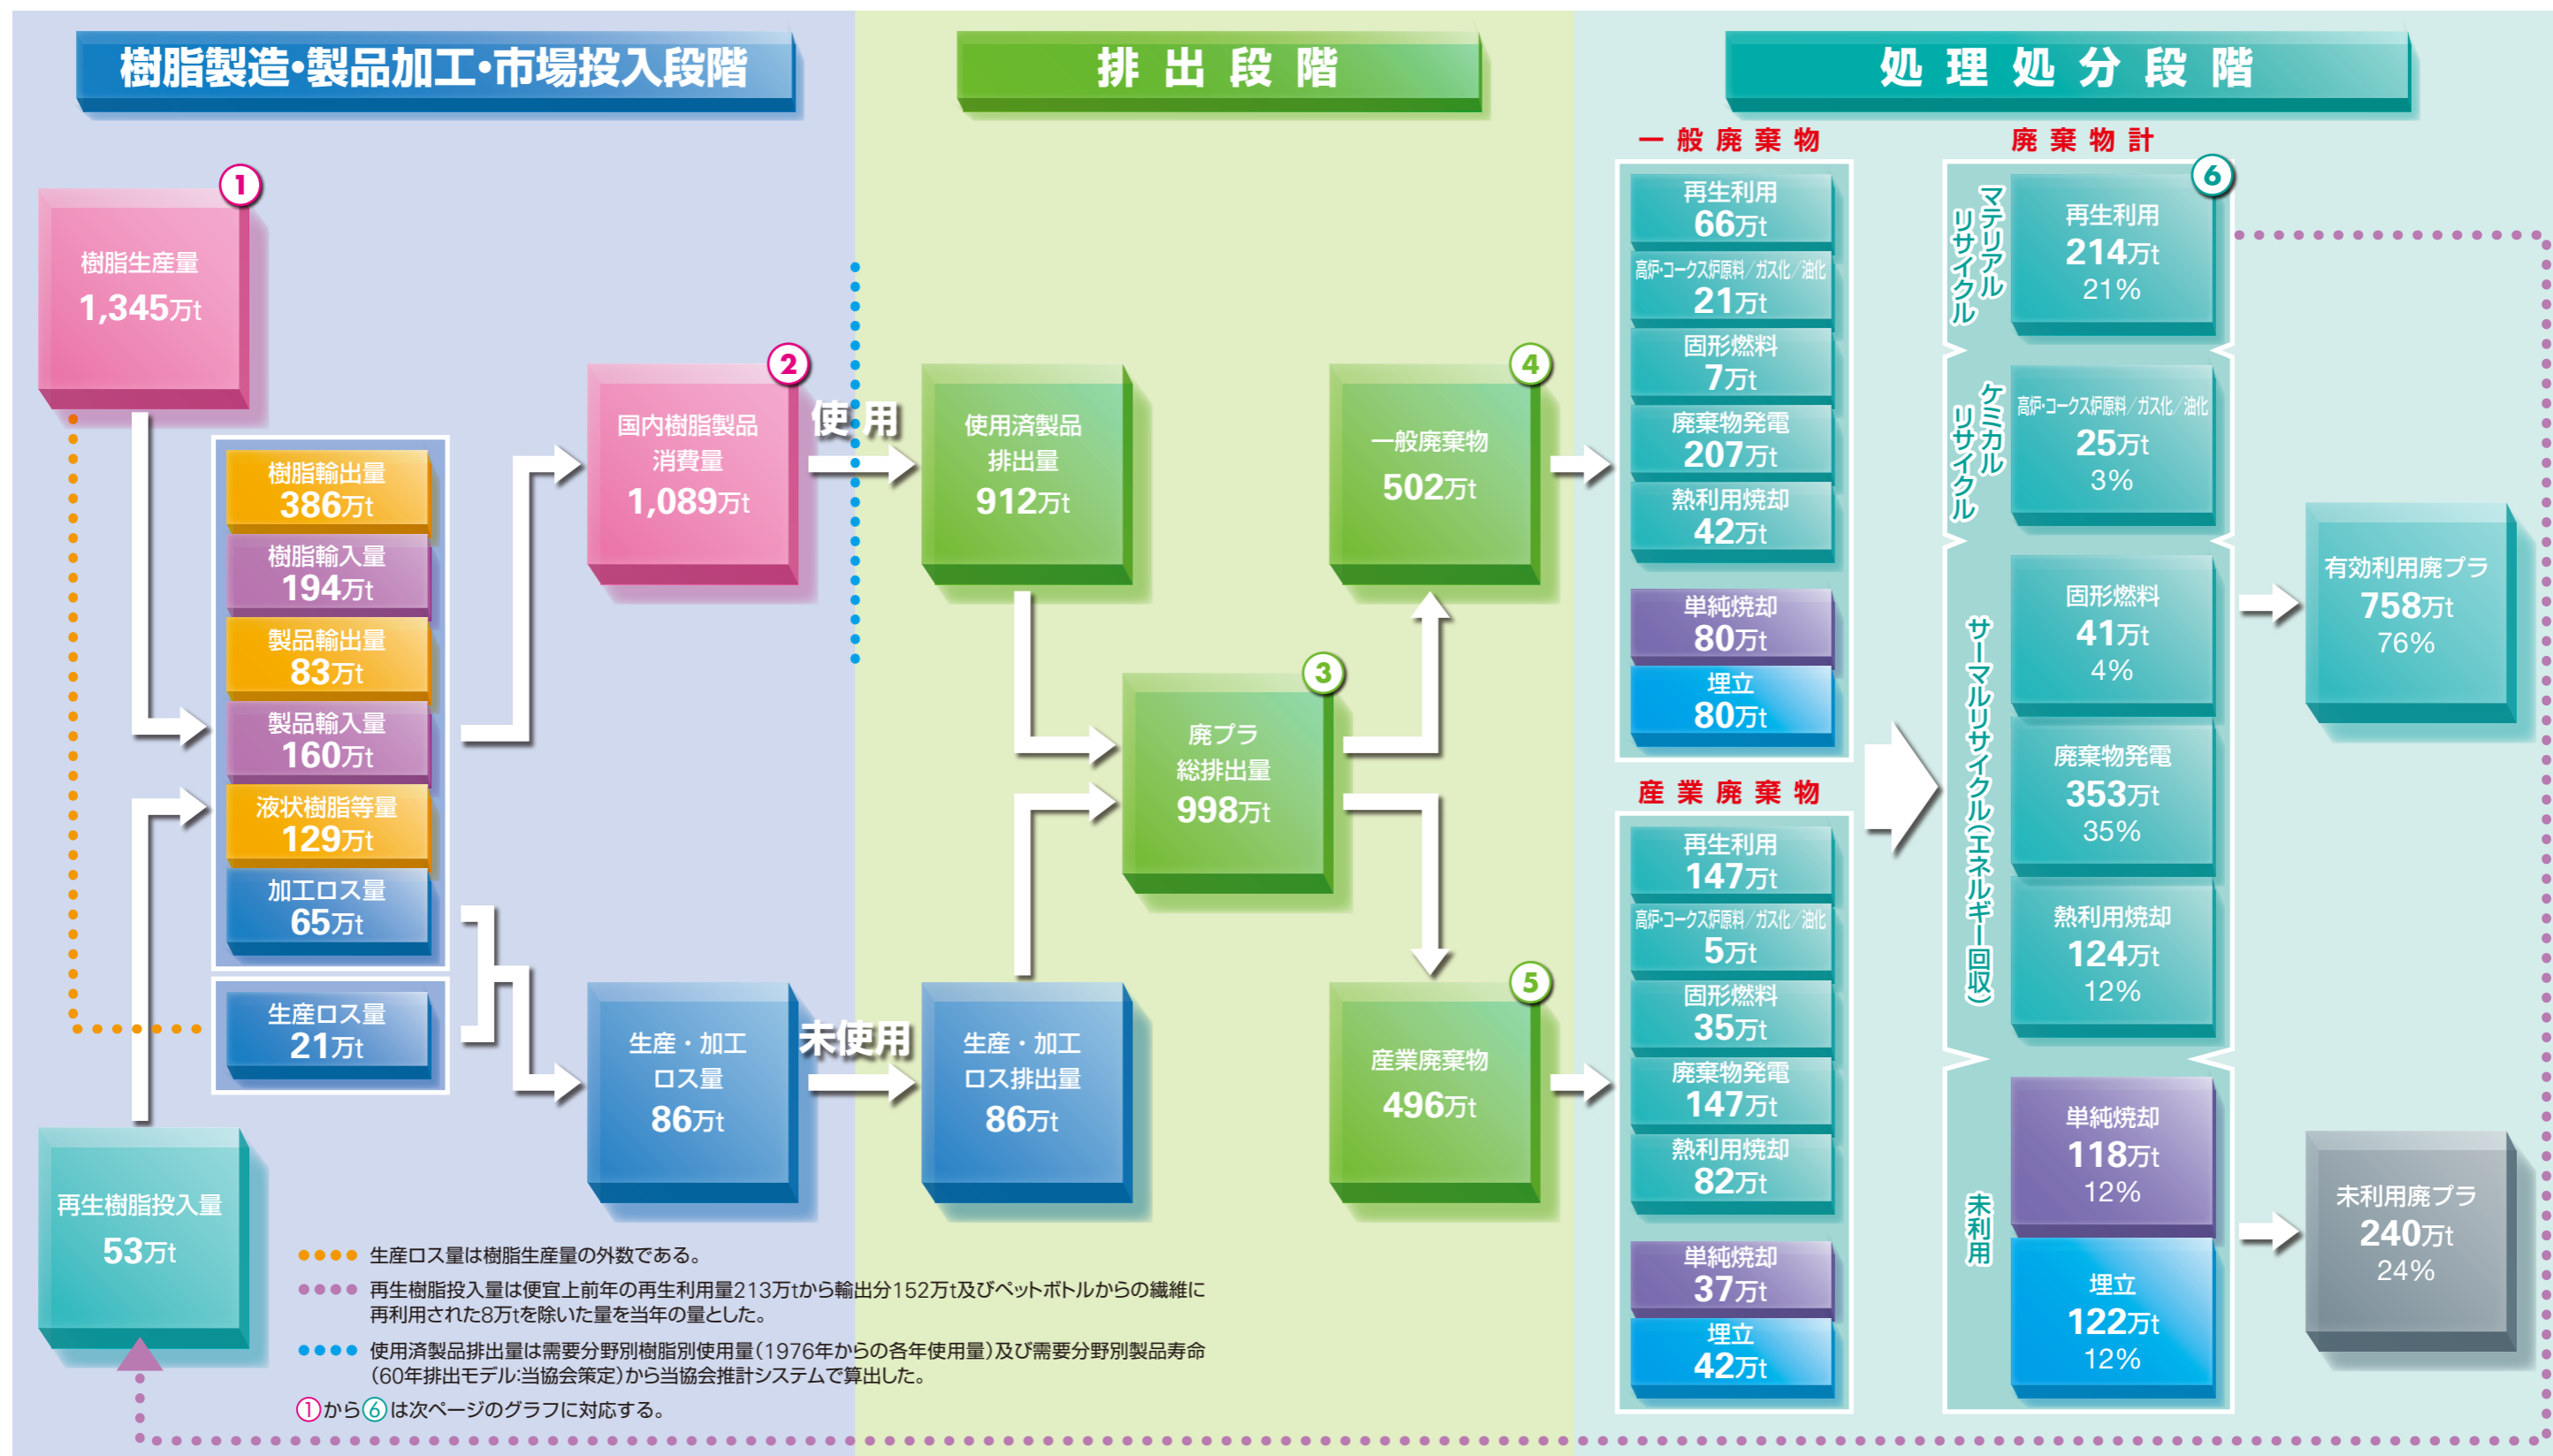 樹脂製造・製品加工・市場投入段階
排出段階
処理処分段階
①
樹脂生産量
1,345万t
樹脂輸出量
386万t
樹脂輸入量
194万t
製品輸出量
83万t
製品輸入量
160万t
液状樹脂等量
129万t
加工ロス量
65万t
生産ロス量
21万t
再生樹脂投入量
53万t
②
国内樹脂製品
消費量
1,089万t
生産・加工
ロス量
86万t
使用
未使用
使用済製品
排出量
912万t
生産・加工
ロス排出量
86万t
③
廃プラ
総排出量
998万t
④
一般廃棄物
502万t
⑤
産業廃棄物
496万t
一般廃棄物
再生利用
66万t
高炉・コークス炉原料/ガス化/油化
21万t
固形燃料
7万t
廃棄物発電
207万t
熱利用焼却
42万t
単純焼却
80万t
埋立
80万t
産業廃棄物
再生利用
147万t
高炉・コークス炉原料/ガス化/油化
5万t
固形燃料
35万t
廃棄物発電
147万t
熱利用焼却
82万t
単純焼却
37万t
埋立
42万t
廃棄物計
⑥
マテリアル
リサイクル
再生利用
214万t
21%
ケミカル
リサイクル
高炉・コークス炉原料/ガス化/油化
25万t
3%
サーマルリサイクル(エネルギー回収)
固形燃料
41万t
4%
廃棄物発電
353万t
35%
熱利用焼却
124万t
12%
未利用
単純焼却
118万t
12%
埋立
122万t
12%
有効利用廃プラ
758万t
76%
未利用廃プラ
240万t
24%
生産ロス量は樹脂生産量の外数である。
再生樹脂投入量は便宜上前年の再生利用量213万tから輸出分152万t及びペットボトルからの繊維に
再利用された8万tを除いた量を当年の量とした。
使用済製品排出量は需要分野別樹脂別使用量(1976年からの各年使用量)及び需要分野別製品寿命
(60年排出モデル:当協会策定)から当協会推計システムで算出した。
①から⑥は次ページのグラフに対応する。